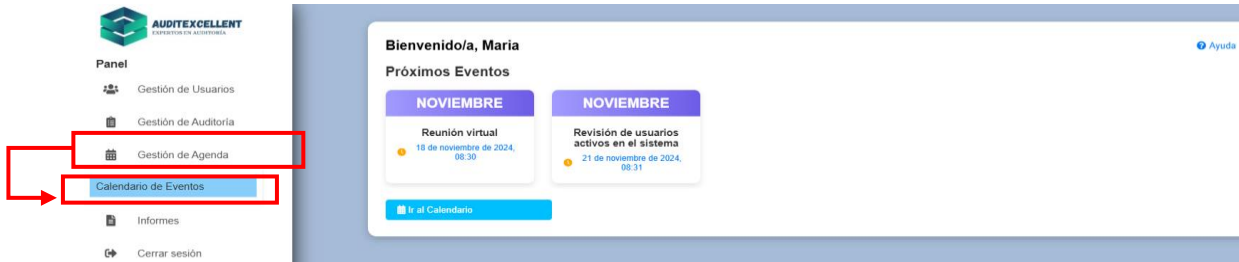 AUDITEXCELLENT
EXPERTOS EN AUDITORÍA
Panel
Gestión de Usuarios
Gestión de Auditoría
Gestión de Agenda
Calendario de Eventos
Informes
Cerrar sesión
Bienvenido/a, Maria
Ayuda
Próximos Eventos
NOVIEMBRE
Reunión virtual
18 de noviembre de 2024,
08:30
NOVIEMBRE
Revisión de usuarios
activos en el sistema
21 de noviembre de 2024,
08:31
Ir al Calendario